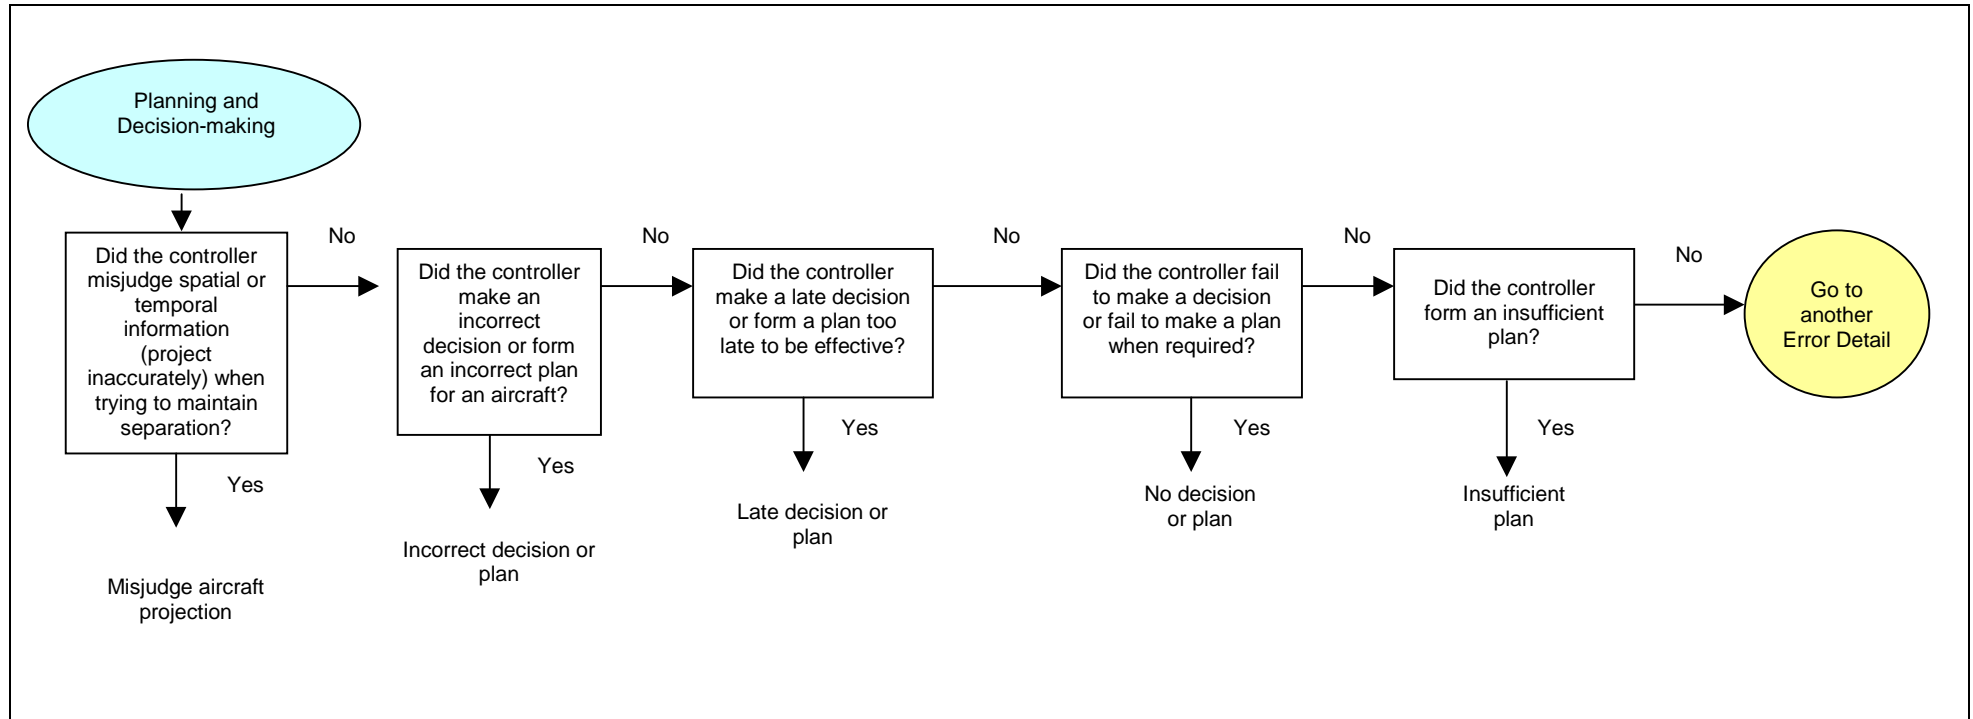 Planning and
Decision-making
Did the controller
misjudge spatial or
temporal
information
(project
inaccurately) when
trying to maintain
separation?
No
Yes
Misjudge aircraft
projection
Did the controller
make an
incorrect
decision or form
an incorrect plan
for an aircraft?
No
Yes
Incorrect decision or
plan
Did the controller
make a late decision
or form a plan too
late to be effective?
No
Yes
Late decision or
plan
Did the controller fail
to make a decision
or fail to make a plan
when required?
No
Yes
No decision
or plan
Did the controller
form an insufficient
plan?
No
Yes
Insufficient
plan
Go to
another
Error Detail